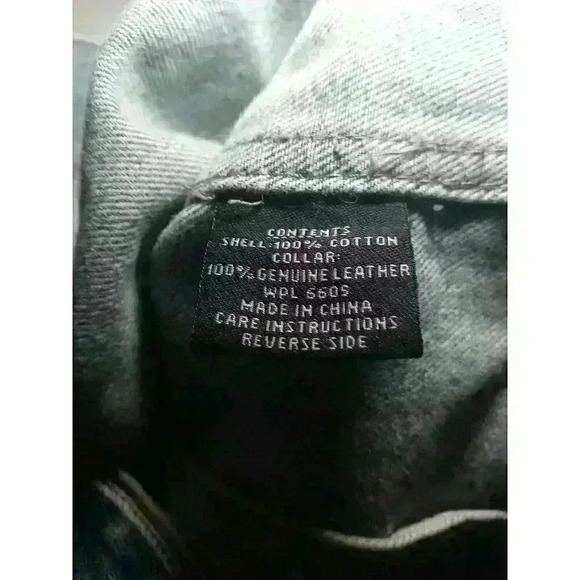 CONTENTS
SHELL:100% COTTON
COLLAR:
100% GENUINE LEATHER
WPL 6605
MADE IN CHINA
CARE INSTRUCTIONS
REVERSE SIDE